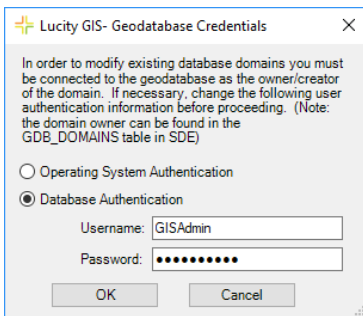 Lucity GIS- Geodatabase Credentials
In order to modify existing database domains you must
be connected to the geodatabase as the owner/creator
of the domain. If necessary, change the following user
authentication information before proceeding. (Note:
the domain owner can be found in the
GDB_DOMAINS table in SDE)
Operating System Authentication
Database Authentication
Username: GISAdmin
Password: ●●●●●●●●●●
OK Cancel